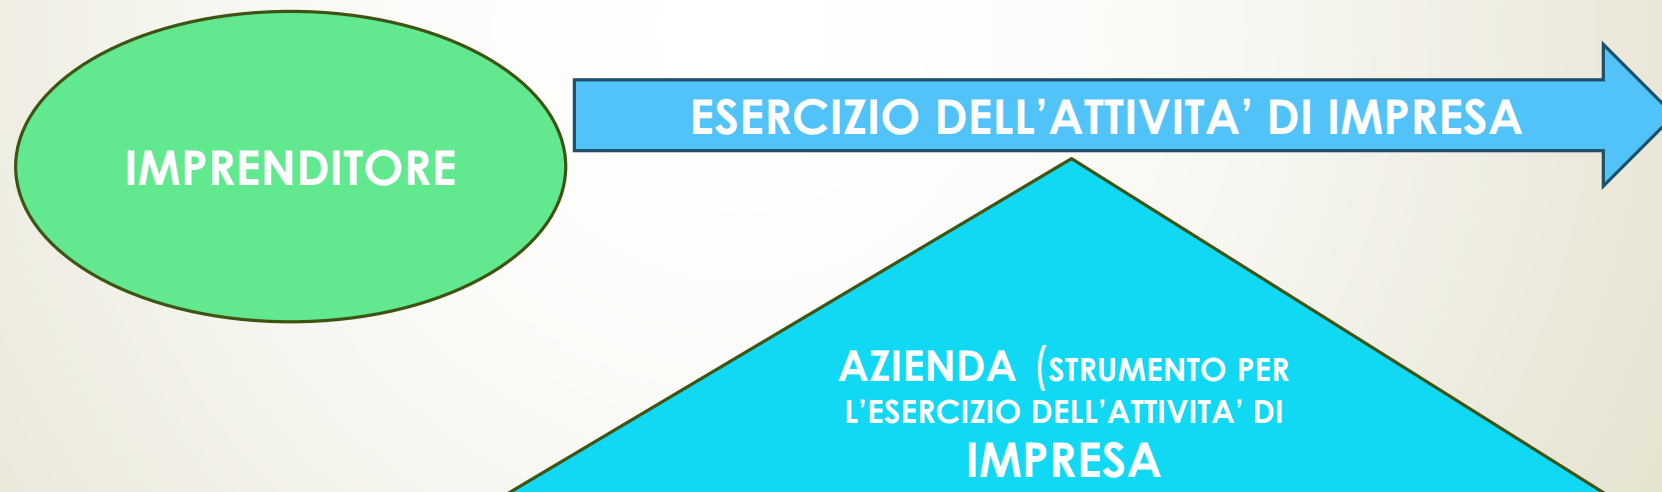 IMPRENDITORE
ESERCIZIO DELL’ATTIVITA’ DI IMPRESA
AZIENDA (STRUMENTO PER
L’ESERCIZIO DELL’ATTIVITA’ DI
IMPRESA